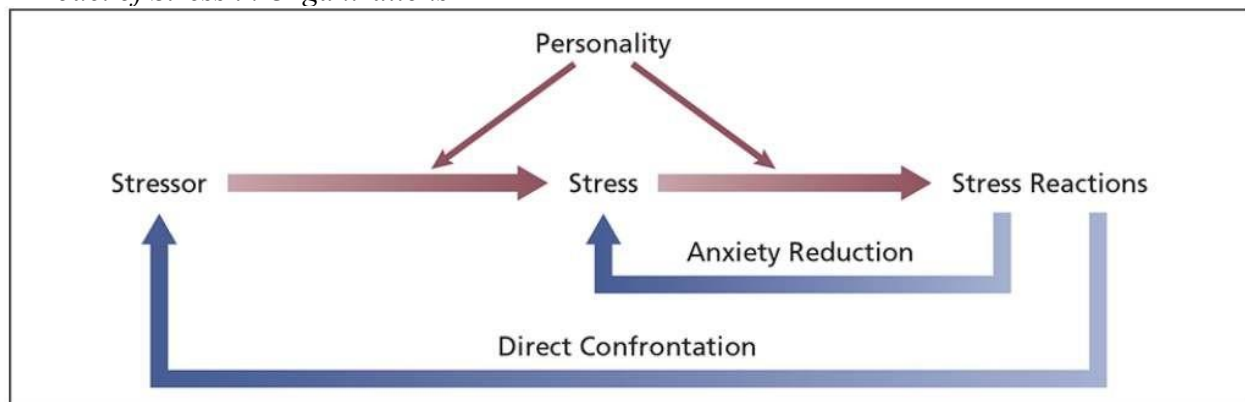 Personality
Stressor
Stress
Stress Reactions
Anxiety Reduction
Direct Confrontation